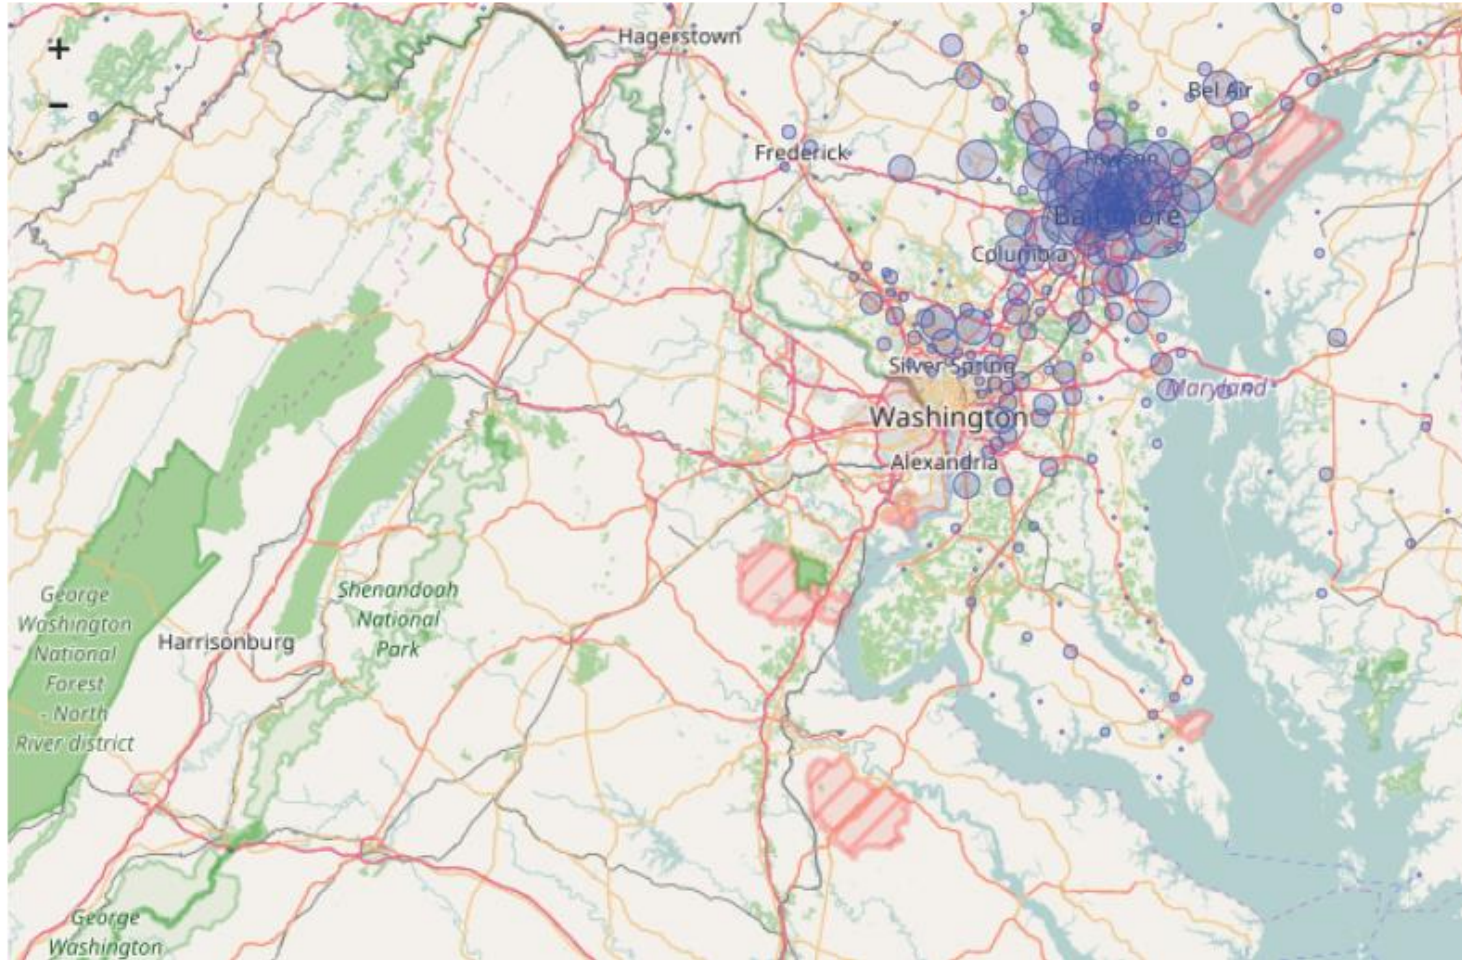 +
Hagerstown
Bel Air
−
Frederick
Towson
Baltimore
Columbia
Silver Spring
Maryland
Washington
Alexandria
George
Washington
National
Forest
- North
River district
Shenandoah
National
Park
Harrisonburg
George
Washington